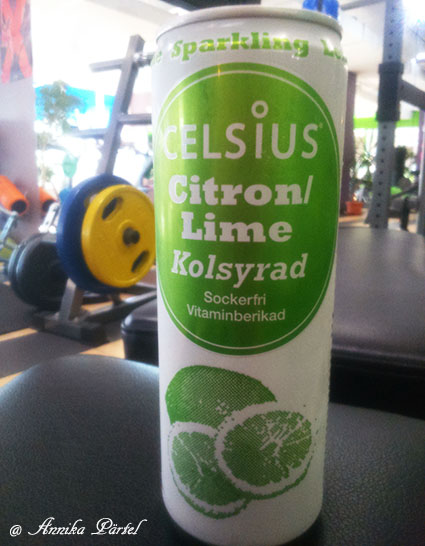 Sparkling
CELSIUS
Citron/
Lime
Kolsyrad
Sockerfri
Vitaminberikad
@ Annika Pärtel